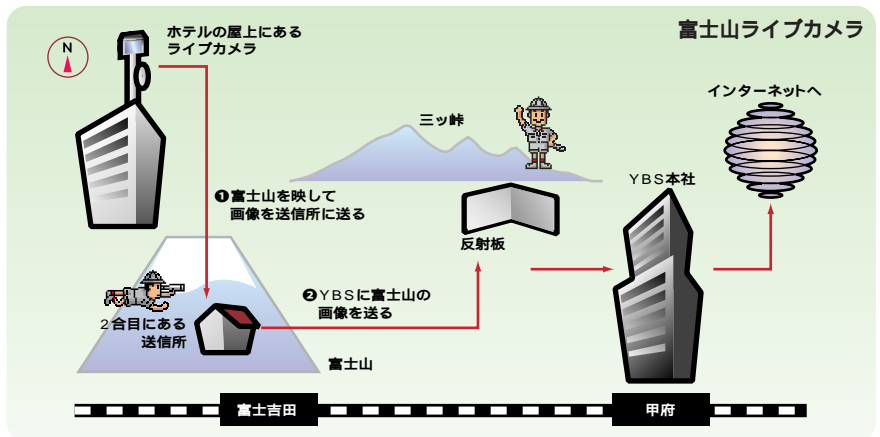 富士山ライブカメラ
N
ホテルの屋上にある
ライブカメラ
❶富士山を映して
画像を送信所に送る
三ッ峠
反射板
YBS本社
インターネットへ
2合目にある
送信所
❷YBSに富士山の
画像を送る
富士山
富士吉田
甲府